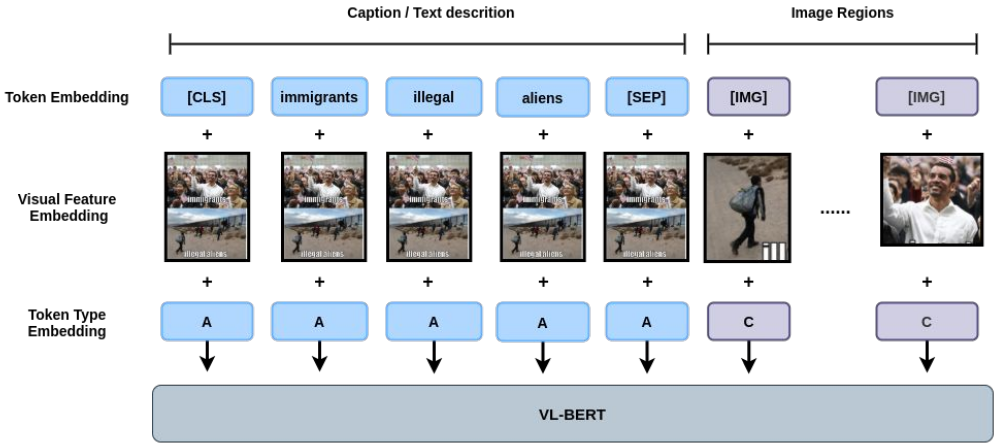 Caption / Text descrition
Image Regions
Token Embedding
[CLS]
immigrants
illegal
aliens
[SEP]
[IMG]
[IMG]
+ + + + + + +
Visual Feature
Embedding
immigrants
illegal aliens
immigrants
illegal aliens
immigrants
illegal aliens
immigrants
illegal aliens
immigrants
illegal aliens
ill
......
+ + + + + + +
Token Type
Embedding
A
A
A
A
A
C
C
VL-BERT